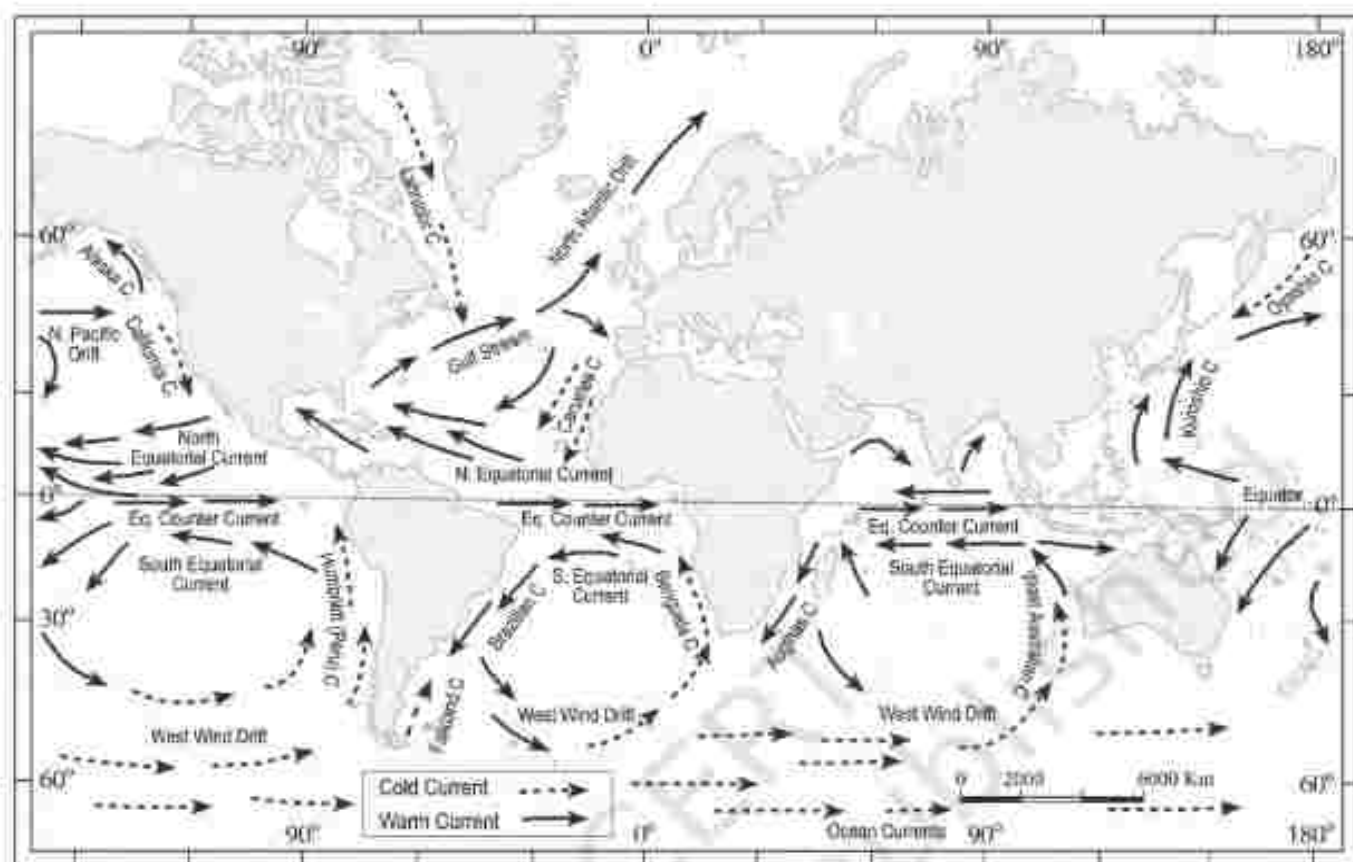 90°
0°
90°
180°
Labrador C
North Atlantic Drift
60°
60°
Alaska C
Oyashio C
N. Pacific
Drift
California C
Gulf Stream
Canaries C
Kuroshio C
North
Equatorial Current
N. Equatorial Current
0°
Equator
0°
Eq. Counter Current
Eq. Counter Current
Eq. Counter Current
South Equatorial
Current
S. Equatorial
Current
South Equatorial
Current
Humboldt (Peru) C
Brazilian C
Benguela C
Agulhas C
30°
30°
Falkland C
West Wind Drift
West Wind Drift
West Wind Drift
60°
60°
Cold Current
Warm Current
0 2000 6000 Km
Ocean Currents
90°
0°
90°
180°